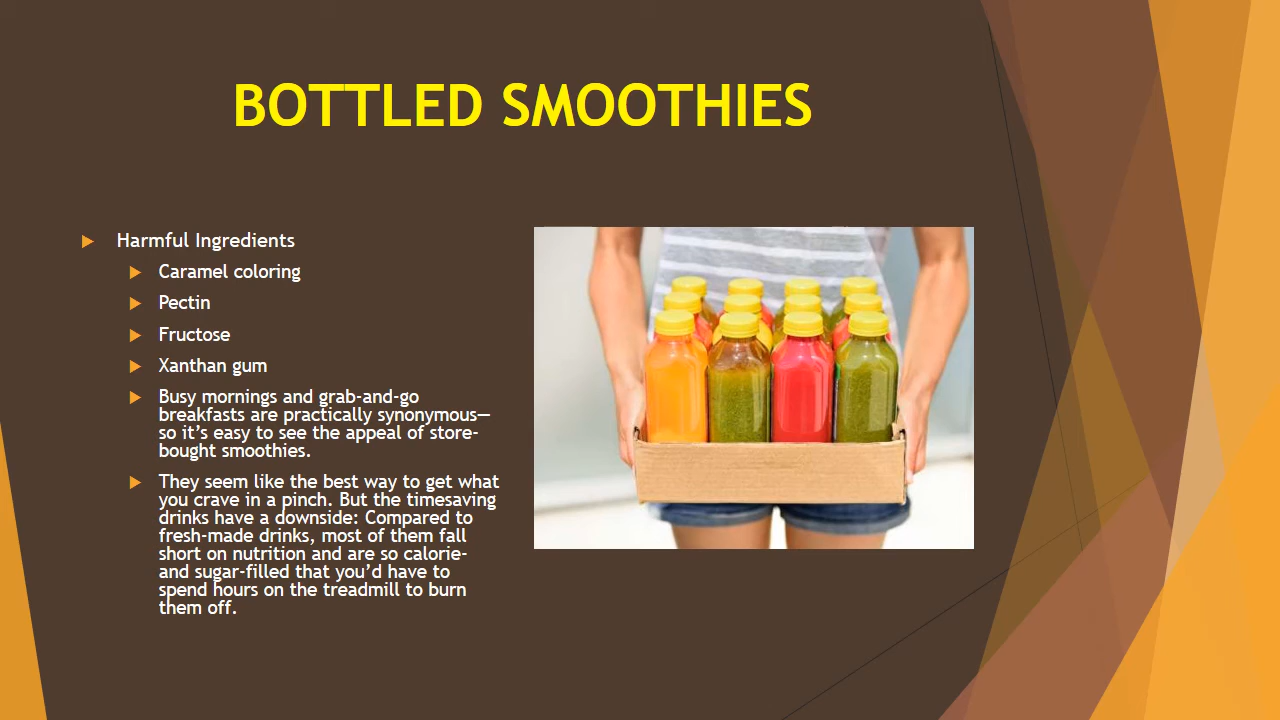 BOTTLED SMOOTHIES
Harmful Ingredients
Caramel coloring
Pectin
Fructose
Xanthan gum
Busy mornings and grab-and-go
breakfasts are practically synonymous—
so it’s easy to see the appeal of store-
bought smoothies.
They seem like the best way to get what
you crave in a pinch. But the timesaving
drinks have a downside: Compared to
fresh-made drinks, most of them fall
short on nutrition and are so calorie-
and sugar-filled that you’d have to
spend hours on the treadmill to burn
them off.